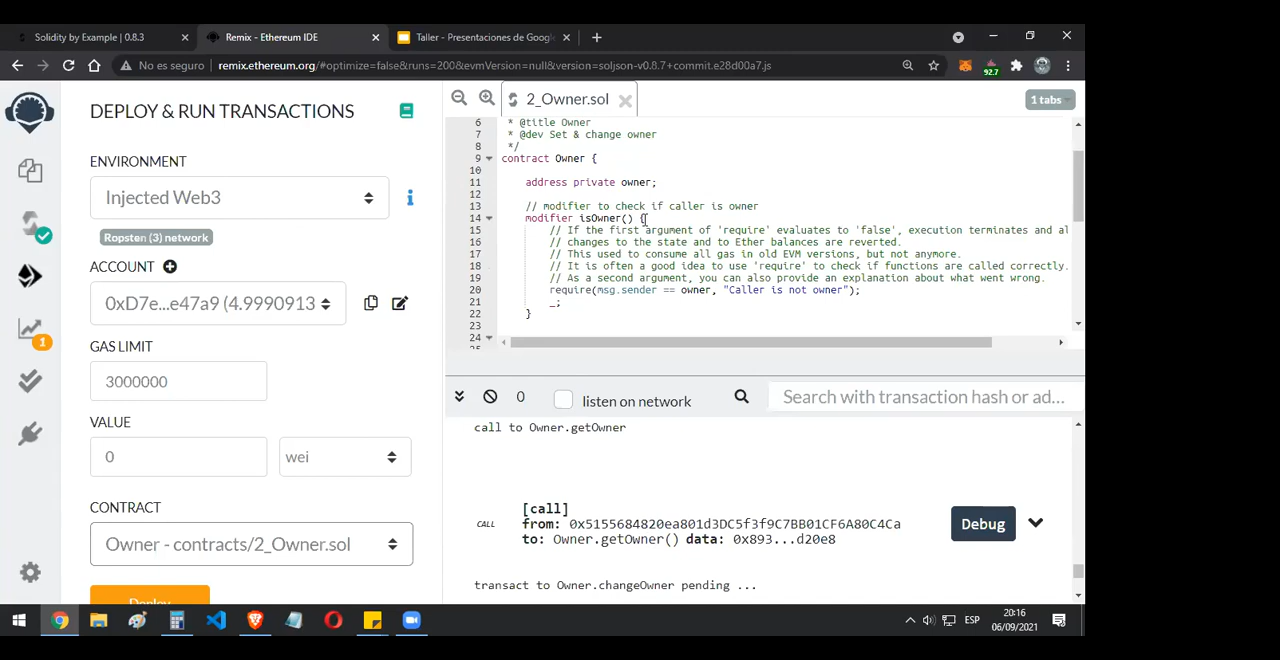 Solidity by Example | 0.8.3
Remix - Ethereum IDE
Taller - Presentaciones de Google
No es seguro
remix.ethereum.org/#optimize=false&runs=200&evmVersion=null&version=soljson-v0.8.7+commit.e28d00a7.js
92.7
DEPLOY & RUN TRANSACTIONS
ENVIRONMENT
Injected Web3
i
Ropsten (3) network
ACCOUNT
0xD7e...e47a9 (4.9990913
GAS LIMIT
3000000
VALUE
0
wei
CONTRACT
Owner - contracts/2_Owner.sol
Deploy
1
2_Owner.sol
1 tabs
6 * @title Owner
7 * @dev Set & change owner
8 */
9 contract Owner {
10
11 address private owner;
12
13 // modifier to check if caller is owner
14 modifier isOwner() {
15 // If the first argument of 'require' evaluates to 'false', execution terminates and al
16 // changes to the state and to Ether balances are reverted.
17 // This used to consume all gas in old EVM versions, but not anymore.
18 // It is often a good idea to use 'require' to check if functions are called correctly.
19 // As a second argument, you can also provide an explanation about what went wrong.
20 require(msg.sender == owner, "Caller is not owner");
21 _;
22 }
23
24
25
0
listen on network
Search with transaction hash or ad...
call to Owner.getOwner
[call]
CALL
from: 0x5155684820ea801d3DC5f3f9C7BB01CF6A80C4Ca
to: Owner.getOwner() data: 0x893...d20e8
Debug
transact to Owner.changeOwner pending ...
ESP
20:16
06/09/2021